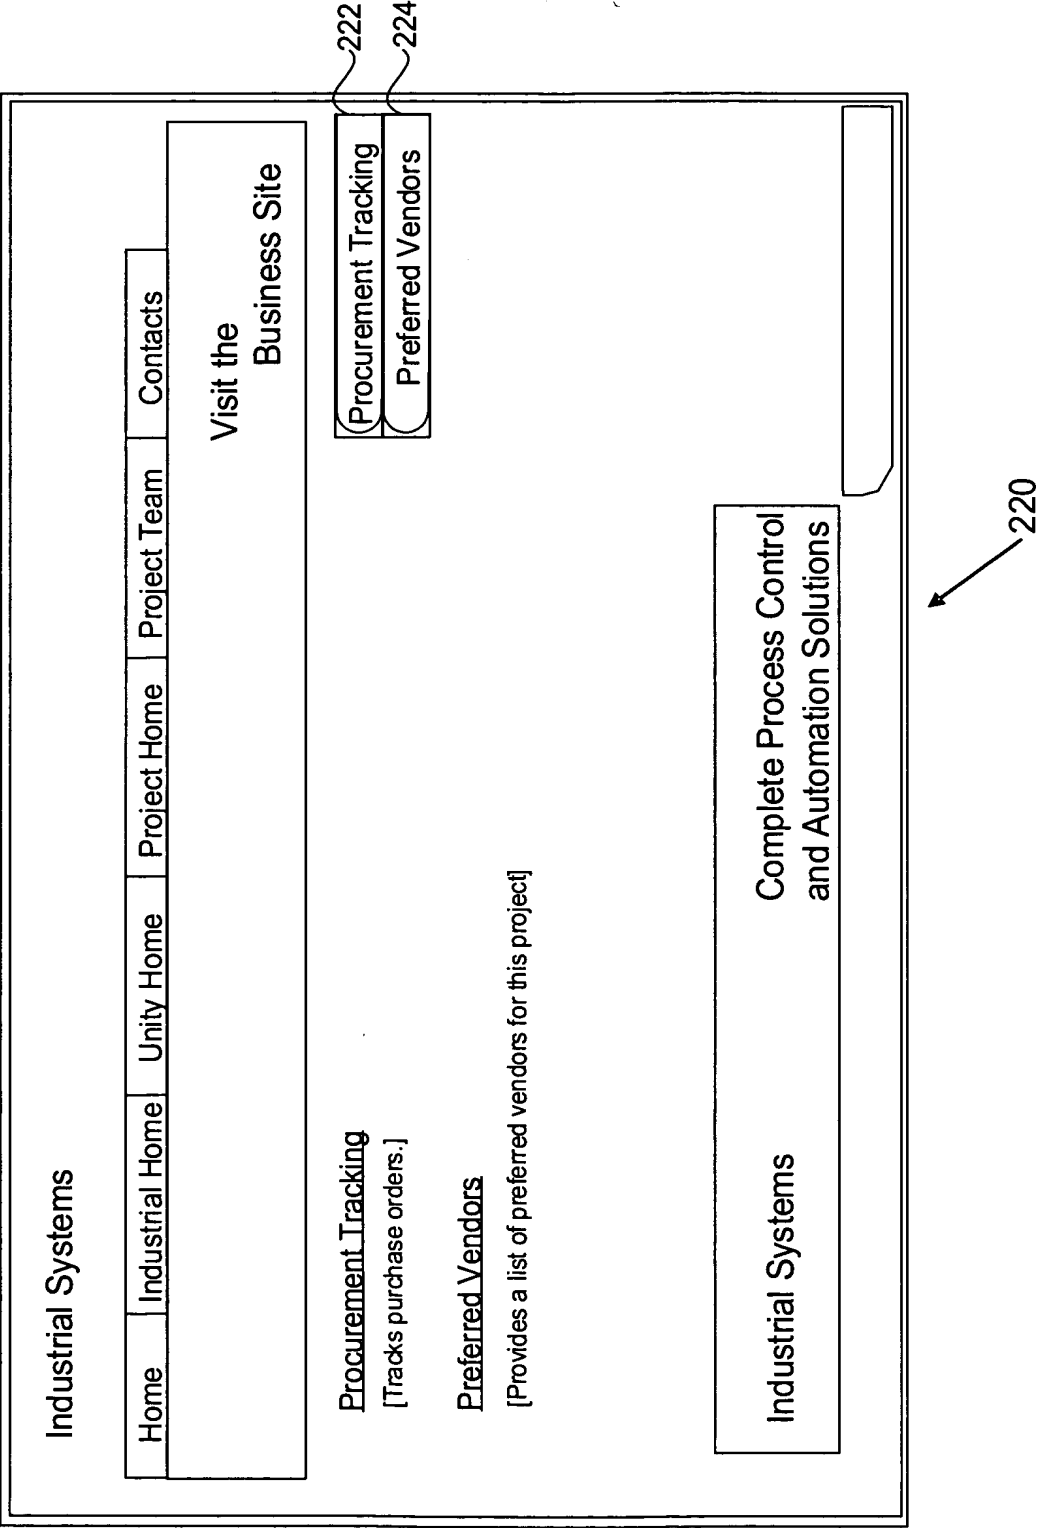 Industrial Systems
Home Industrial Home Unity Home Project Home Project Team Contacts
Visit the
Business Site
Procurement Tracking
[Tracks purchase orders.]
Preferred Vendors
[Provides a list of preferred vendors for this project]
Procurement Tracking
222
Preferred Vendors
224
Industrial Systems
Complete Process Control
and Automation Solutions
220